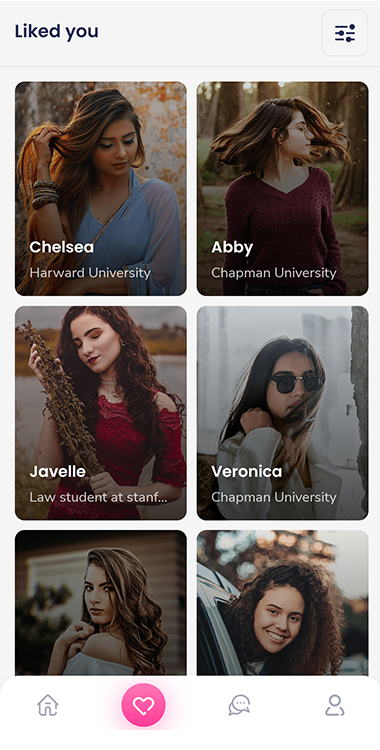 Liked you
Chelsea
Harward University
Abby
Chapman University
Javelle
Law student at stanf...
Veronica
Chapman University